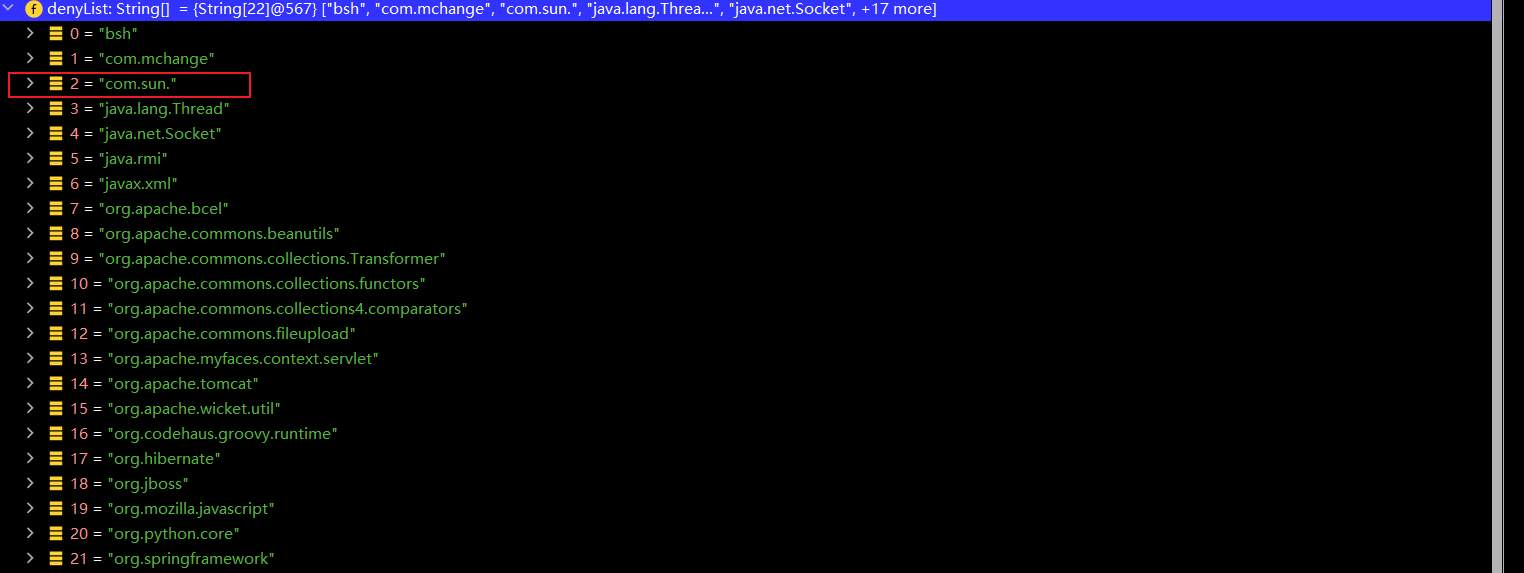 f denyList: String[] = {String[22]@567} ["bsh", "com.mchange", "com.sun.", "java.lang.Threa...", "java.net.Socket", +17 more]
0 = "bsh"
1 = "com.mchange"
2 = "com.sun."
3 = "java.lang.Thread"
4 = "java.net.Socket"
5 = "java.rmi"
6 = "javax.xml"
7 = "org.apache.bcel"
8 = "org.apache.commons.beanutils"
9 = "org.apache.commons.collections.Transformer"
10 = "org.apache.commons.collections.functors"
11 = "org.apache.commons.collections4.comparators"
12 = "org.apache.commons.fileupload"
13 = "org.apache.myfaces.context.servlet"
14 = "org.apache.tomcat"
15 = "org.apache.wicket.util"
16 = "org.codehaus.groovy.runtime"
17 = "org.hibernate"
18 = "org.jboss"
19 = "org.mozilla.javascript"
20 = "org.python.core"
21 = "org.springframework"